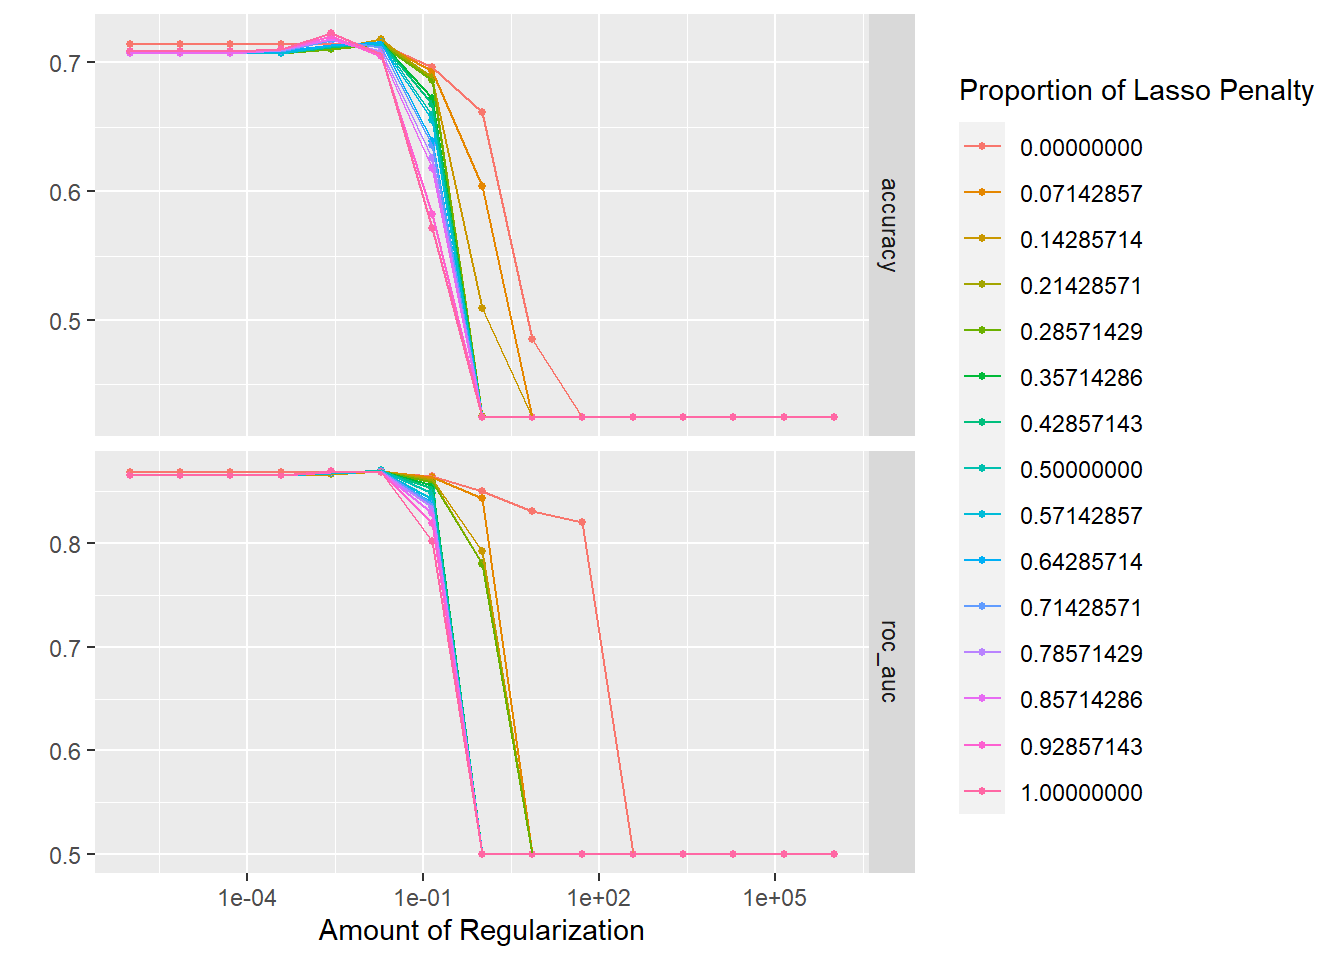 0.7
0.6
0.5
accuracy
0.8
0.7
0.6
0.5
roc_auc
1e-04
1e-01
1e+02
1e+05
Amount of Regularization
Proportion of Lasso Penalty
0.00000000
0.07142857
0.14285714
0.21428571
0.28571429
0.35714286
0.42857143
0.50000000
0.57142857
0.64285714
0.71428571
0.78571429
0.85714286
0.92857143
1.00000000